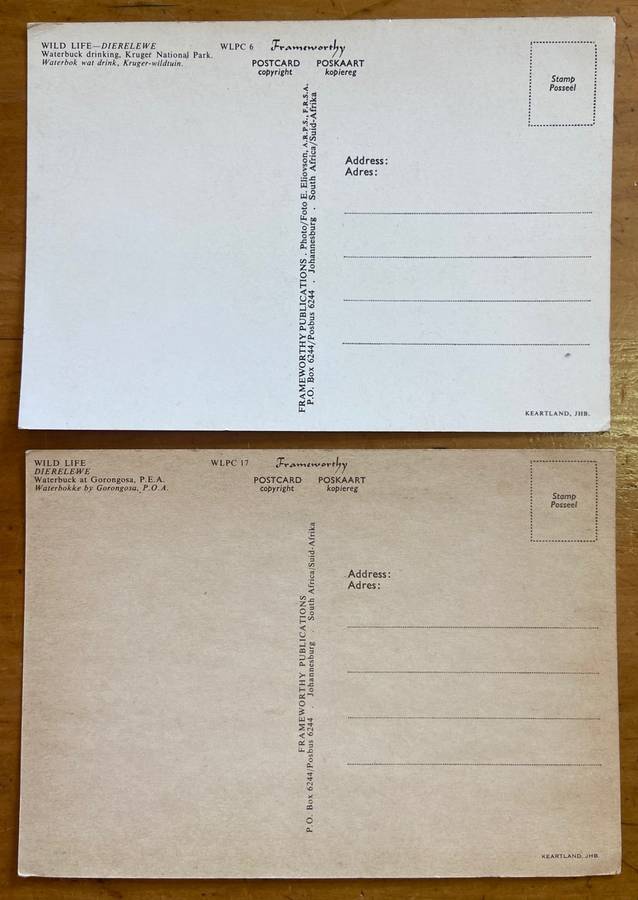 WILD LIFE—DIERELEWE
Waterbuck drinking, Kruger National Park.
Waterbok wat drink, Kruger-wildtuin.
WLPC 6
Frameworthy
POSTCARD POSKAART
copyright kopiereg
Stamp
Posseël
FRAMEWORTHY PUBLICATIONS . Photo/Foto E. Eliovson, A.R.P.S., F.R.S.A.
P.O. Box 6244/Posbus 6244 . Johannesburg . South Africa/Suid-Afrika
Address:
Adres:
KEARTLAND, JHB.
WILD LIFE
DIERELEWE
Waterbuck at Gorongosa, P.E.A.
Waterbokke by Gorongosa, P.O.A.
WLPC 17
Frameworthy
POSTCARD POSKAART
copyright kopiereg
Stamp
Posseël
FRAMEWORTHY PUBLICATIONS
P.O. Box 6244/Posbus 6244 . Johannesburg . South Africa/Suid-Afrika
Address:
Adres:
KEARTLAND, JHB.